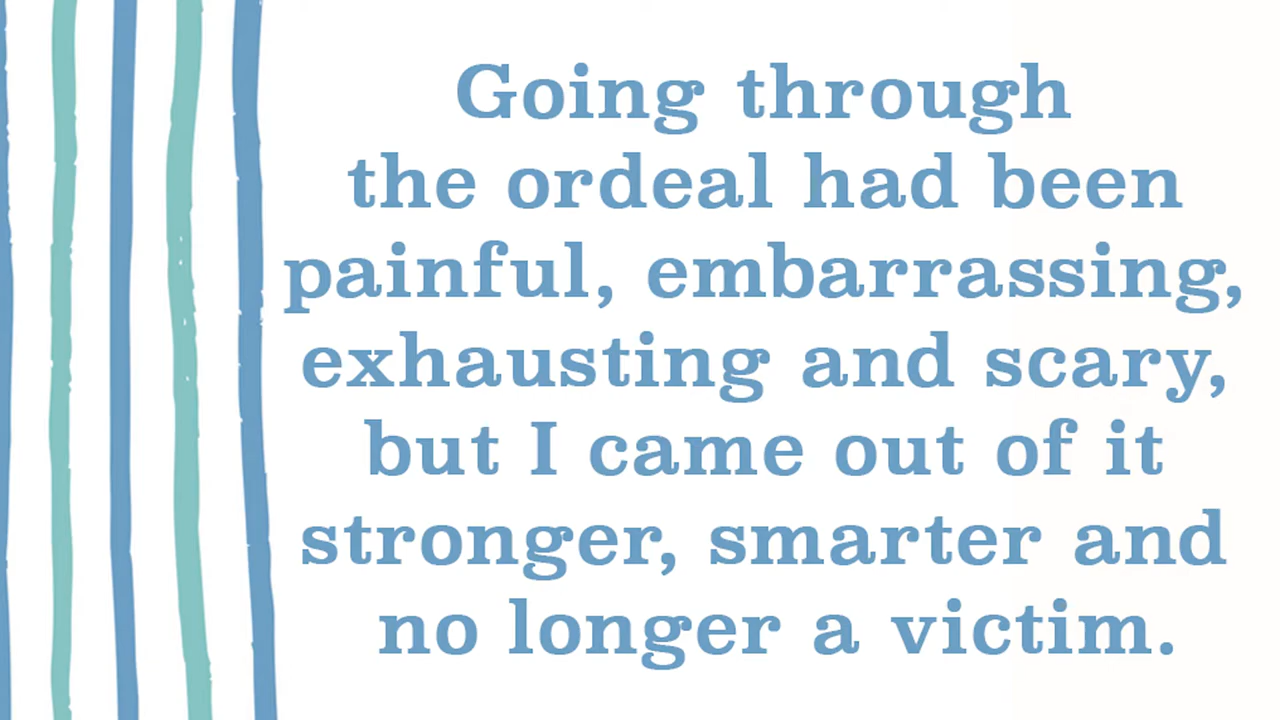 Going through
the ordeal had been
painful, embarrassing,
exhausting and scary,
but I came out of it
stronger, smarter and
no longer a victim.